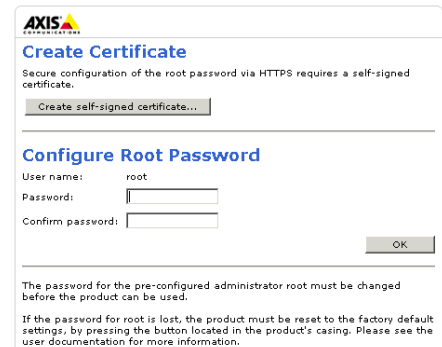 AXIS
COMMUNICATIONS
Create Certificate
Secure configuration of the root password via HTTPS requires a self-signed
certificate.
Create self-signed certificate...
Configure Root Password
User name: root
Password:
Confirm password:
OK
The password for the pre-configured administrator root must be changed
before the product can be used.
If the password for root is lost, the product must be reset to the factory default
settings, by pressing the button located in the product's casing. Please see the
user documentation for more information.